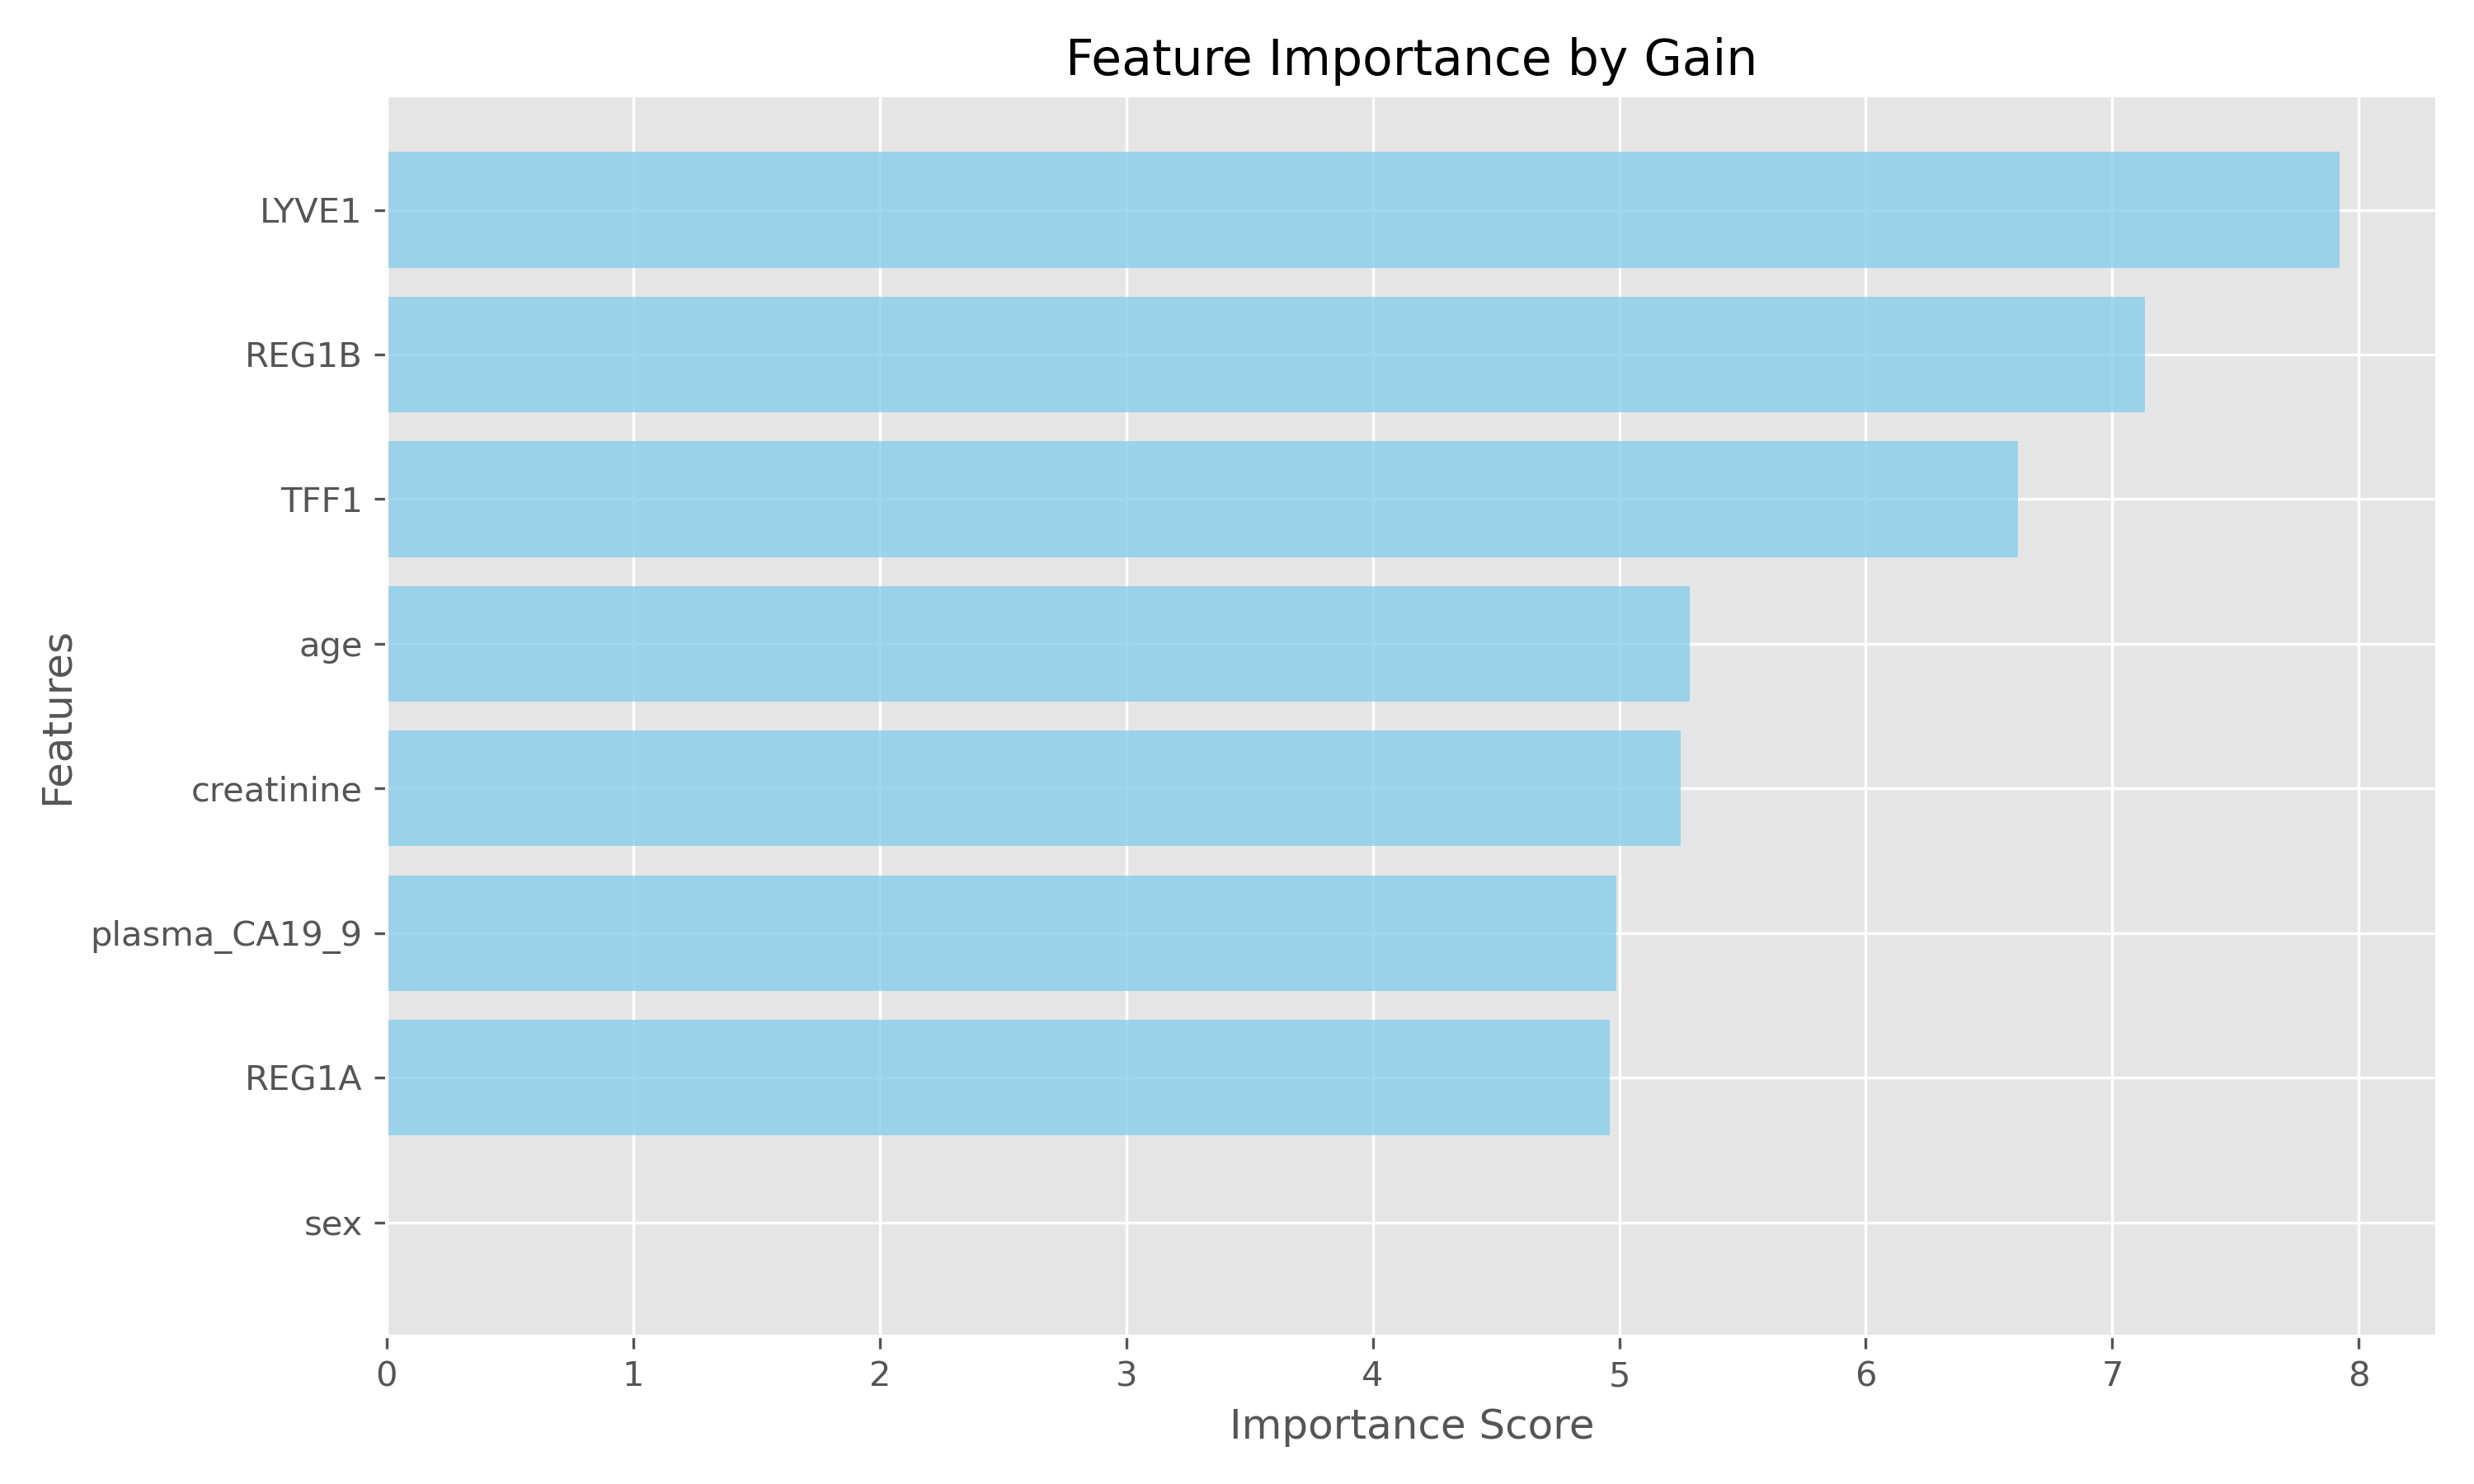 Feature Importance by Gain
LYVE1
REG1B
TFF1
age
creatinine
plasma_CA19_9
REG1A
sex
Features
0 1 2 3 4 5 6 7 8
Importance Score